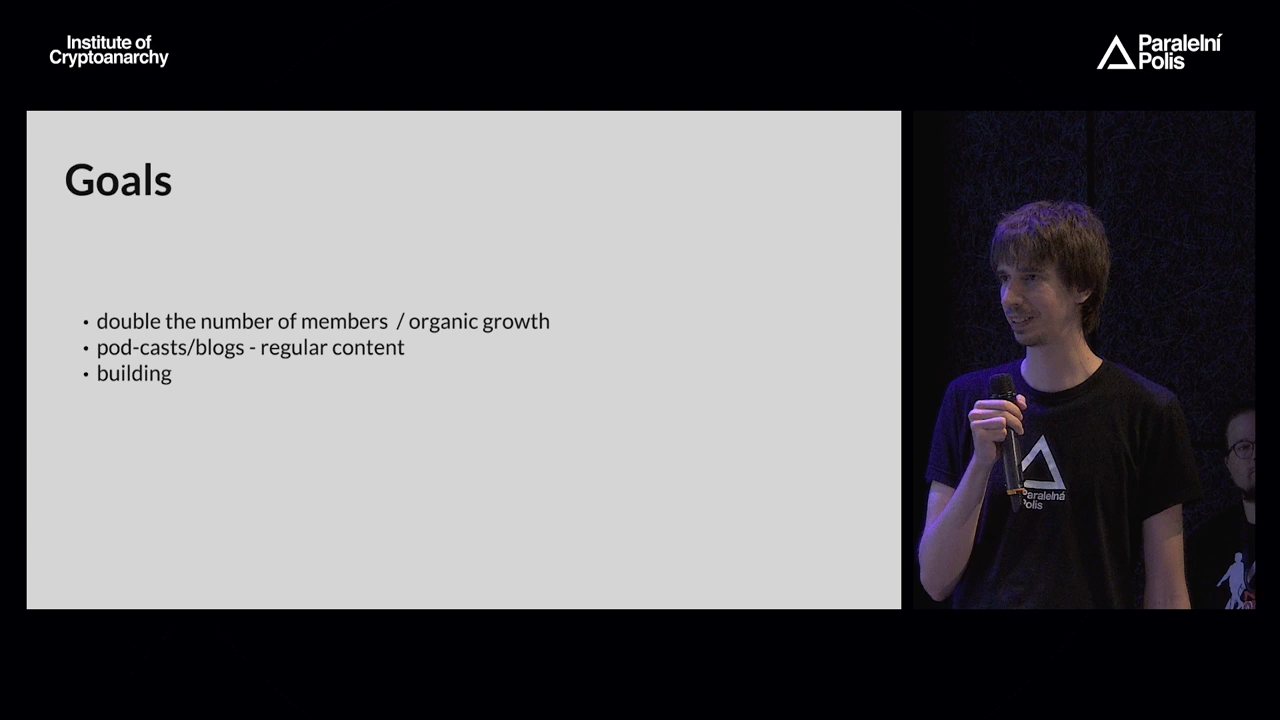 Institute of
Cryptoanarchy
Paralelní
Polis
Goals
• double the number of members / organic growth
• pod-casts/blogs - regular content
• building
Paralelná
Polis